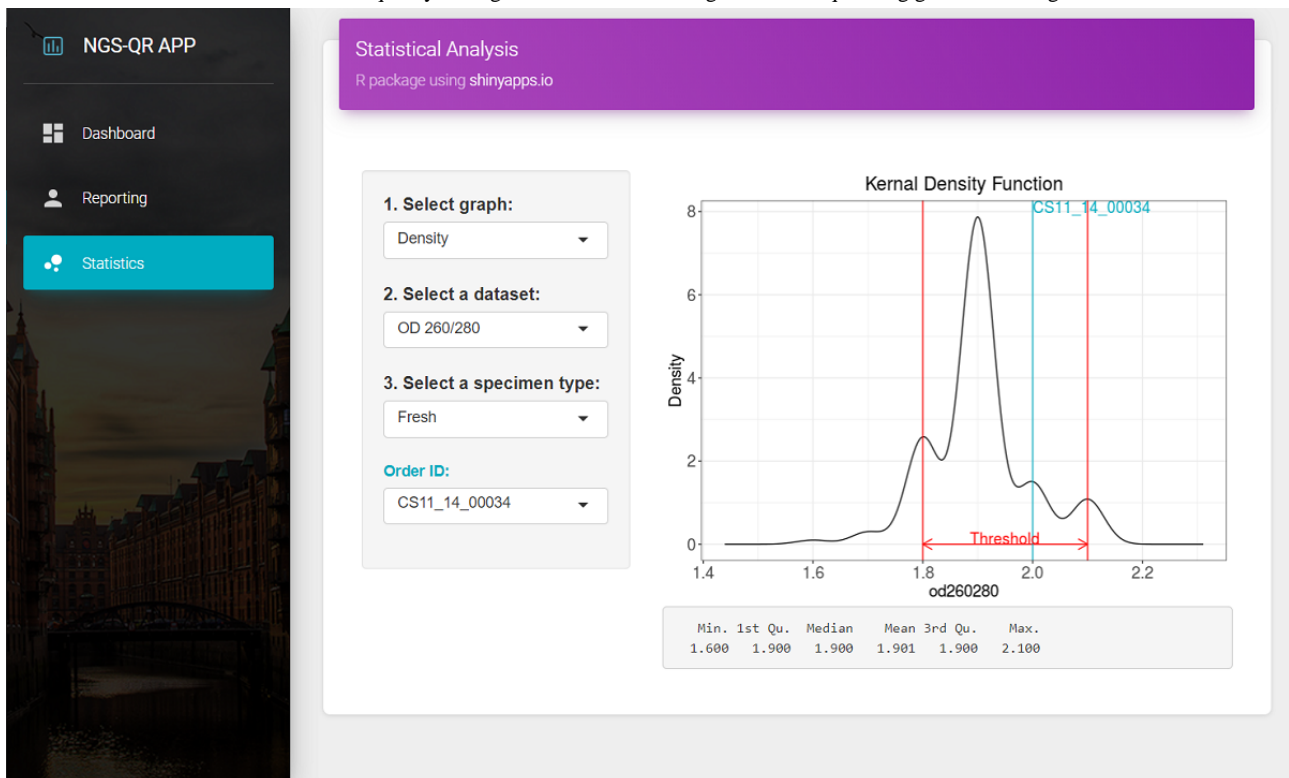 NGS-QR APP
Dashboard
Reporting
Statistics
Statistical Analysis
R package using shinyapps.io
1. Select graph:
Density
2. Select a dataset:
OD 260/280
3. Select a specimen type:
Fresh
Order ID:
CS11_14_00034
Kernal Density Function
CS11_14_00034
8
6
4
2
0
Density
Threshold
1.4 1.6 1.8 2.0 2.2
od260280
Min. 1st Qu. Median Mean 3rd Qu. Max.
1.600 1.900 1.900 1.901 1.900 2.100